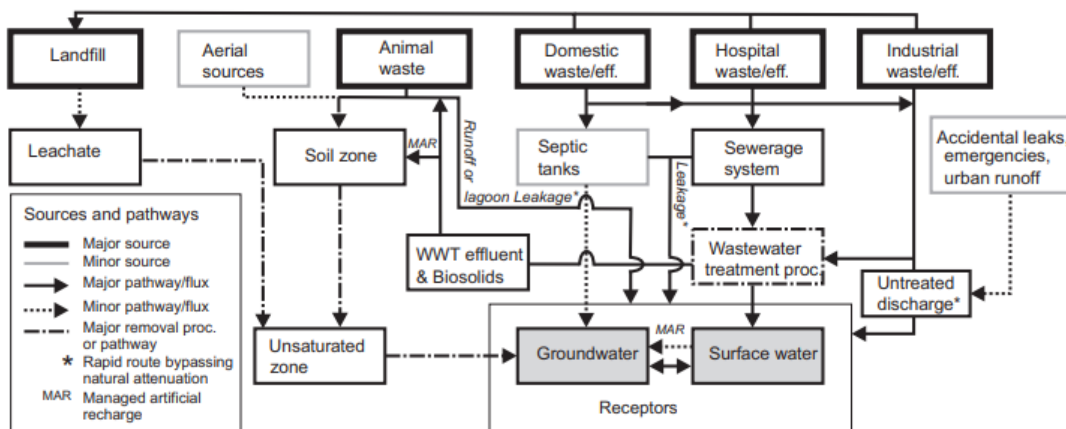 Landfill
Aerial
sources
Animal
waste
Domestic
waste/eff.
Hospital
waste/eff.
Industrial
waste/eff.
Leachate
Soil zone
MAR
Runoff or
lagoon Leakage*
Septic
tanks
Leakage*
Sewerage
system
Accidental leaks,
emergencies,
urban runoff
Sources and pathways
Major source
Minor source
Major pathway/flux
Minor pathway/flux
Major removal proc.
or pathway
* Rapid route bypassing
natural attenuation
MAR Managed artificial
recharge
WWT effluent
& Biosolids
Wastewater
treatment proc.
Untreated
discharge*
Unsaturated
zone
Groundwater
MAR
Surface water
Receptors